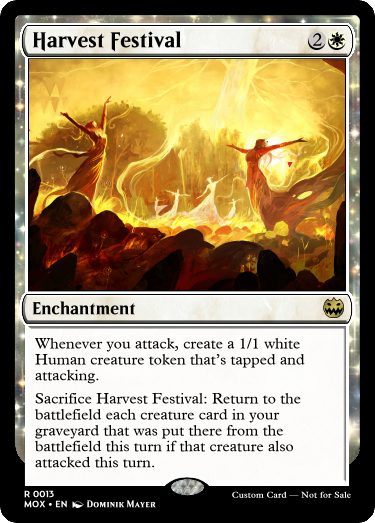 Harvest Festival 2
Enchantment
Whenever you attack, create a 1/1 white
Human creature token that's tapped and
attacking.
Sacrifice Harvest Festival: Return to the
battlefield each creature card in your
graveyard that was put there from the
battlefield this turn if that creature also
attacked this turn.
R 0013
MOX • EN Dominik Mayer
Custom Card — Not for Sale